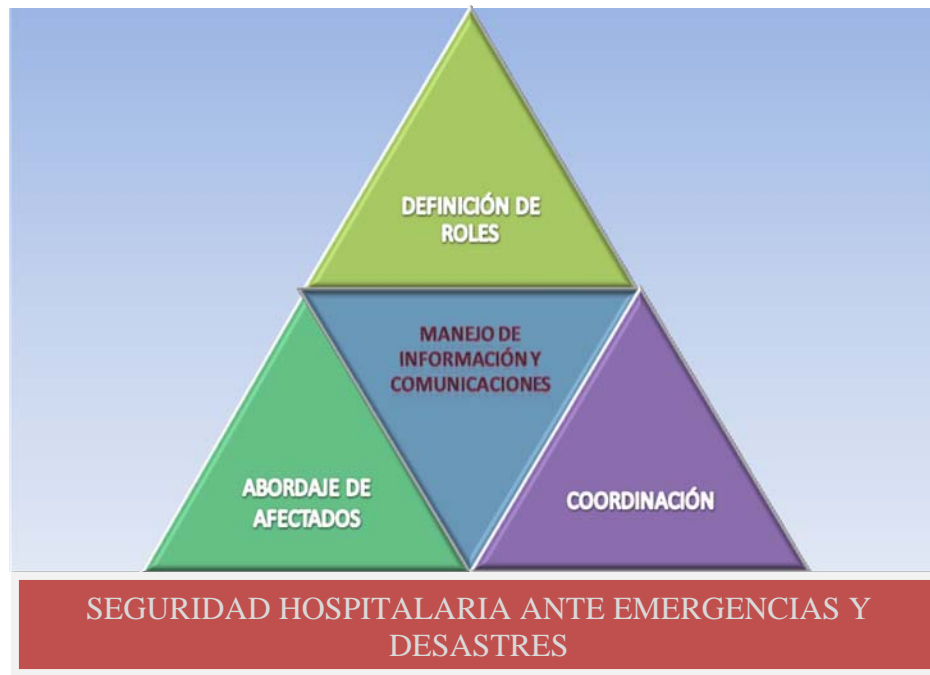 DEFINICIÓN DE
ROLES
MANEJO DE
INFORMACIÓN Y
COMUNICACIONES
ABORDAJE DE
AFECTADOS
COORDINACIÓN
SEGURIDAD HOSPITALARIA ANTE EMERGENCIAS Y
DESASTRES